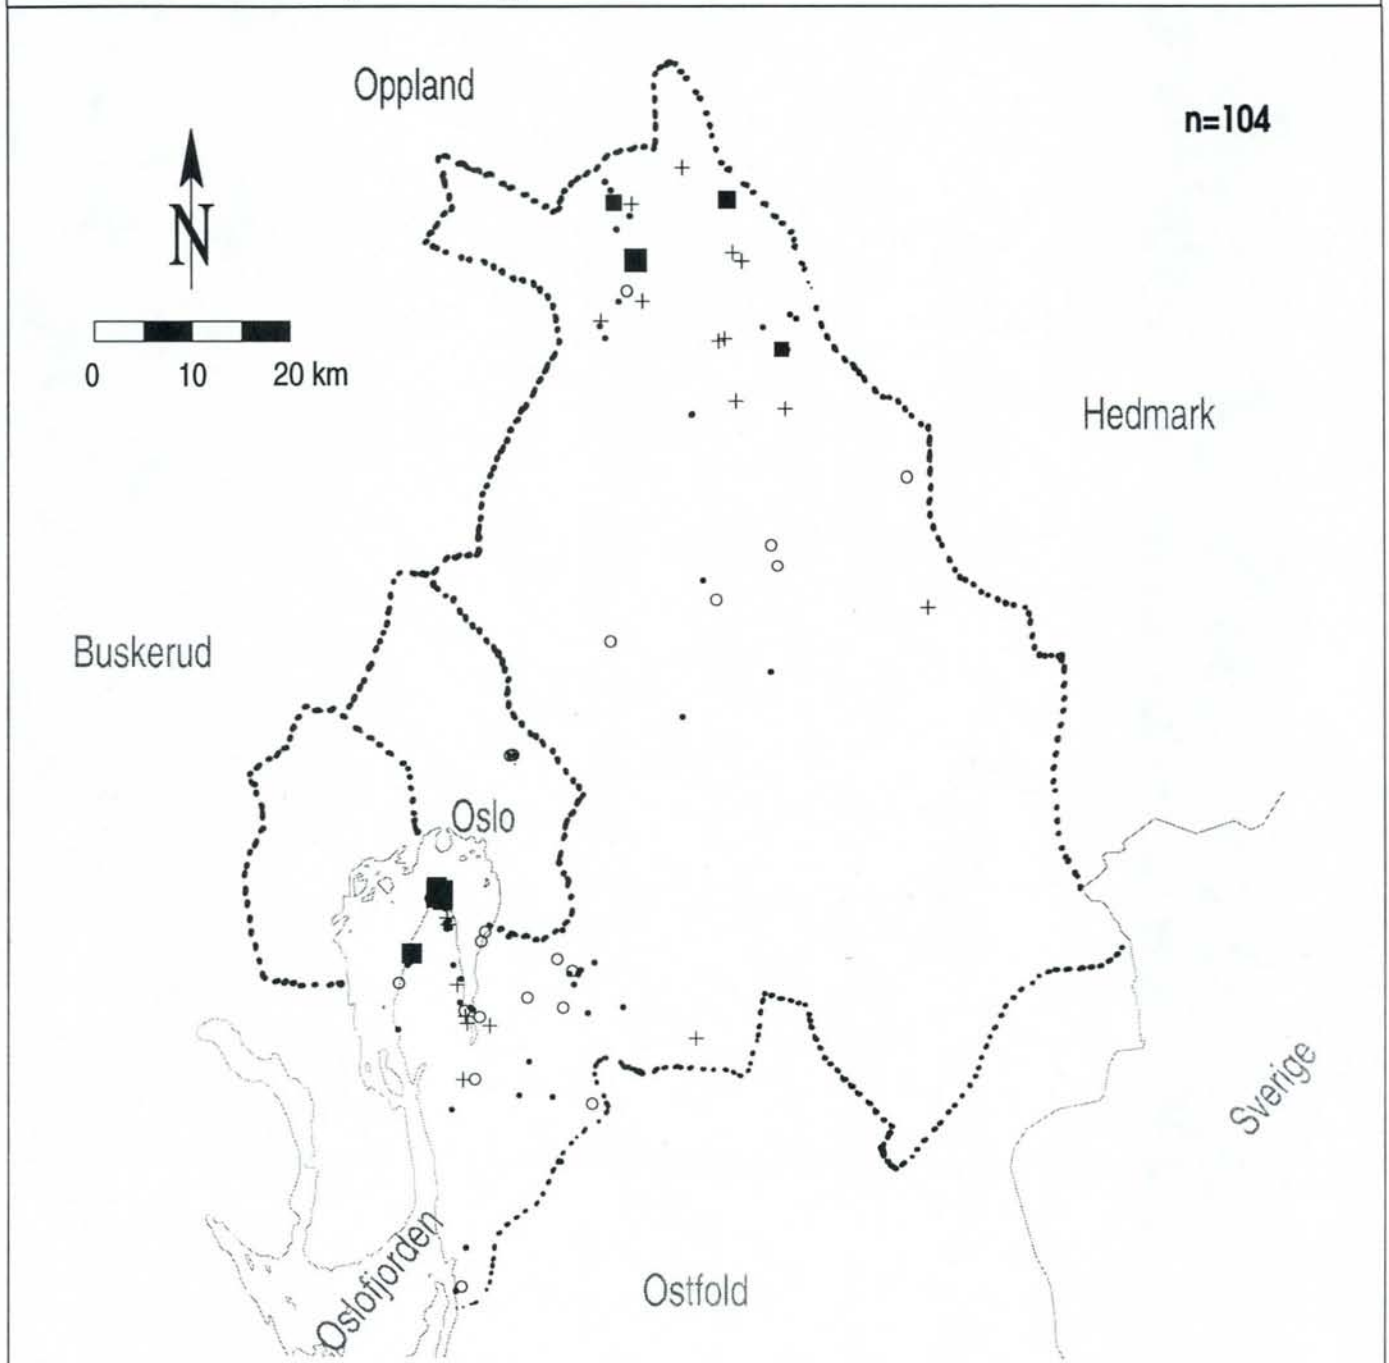 Oppland
n=104
N
0 10 20 km
Hedmark
Buskerud
Oslo
Sverige
Oslofjorden
Ostfold